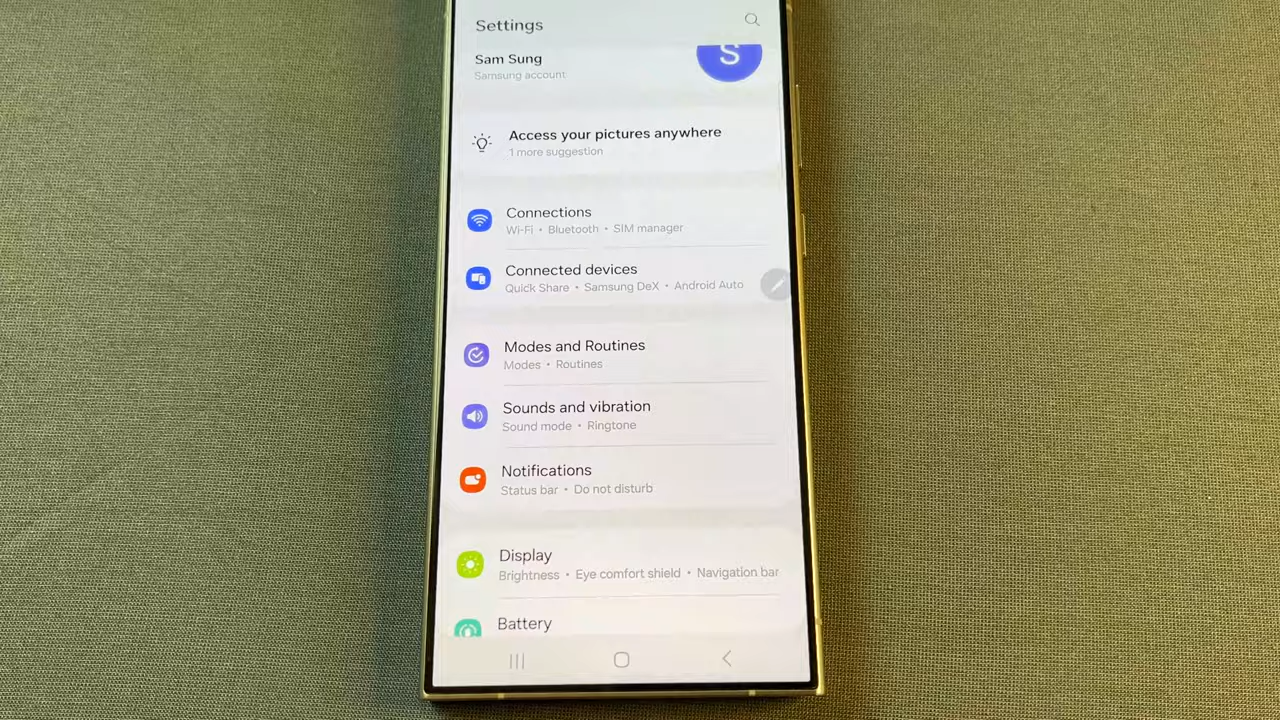 Settings
Sam Sung
Samsung account
S
Access your pictures anywhere
1 more suggestion
Connections
Wi-Fi • Bluetooth • SIM manager
Connected devices
Quick Share • Samsung DeX • Android Auto
Modes and Routines
Modes • Routines
Sounds and vibration
Sound mode • Ringtone
Notifications
Status bar • Do not disturb
Display
Brightness • Eye comfort shield • Navigation bar
Battery